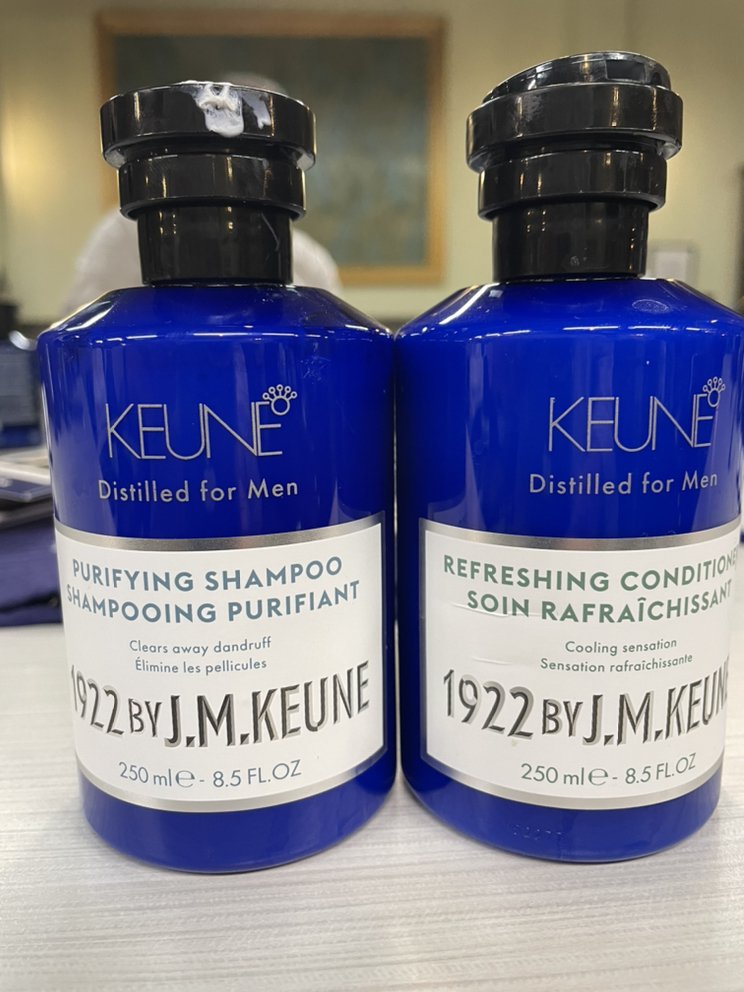 KEUNE
Distilled for Men
PURIFYING SHAMPOO
SHAMPOOING PURIFIANT
Clears away dandruff
Élimine les pellicules
1922 BY J.M.KEUNE
250 ml e - 8.5 FL.OZ
KEUNE
Distilled for Men
REFRESHING CONDITIONE
SOIN RAFRAÎCHISSANT
Cooling sensation
Sensation rafraîchissante
1922 BY J.M.KEUN
250 ml e - 8.5 FL.OZ